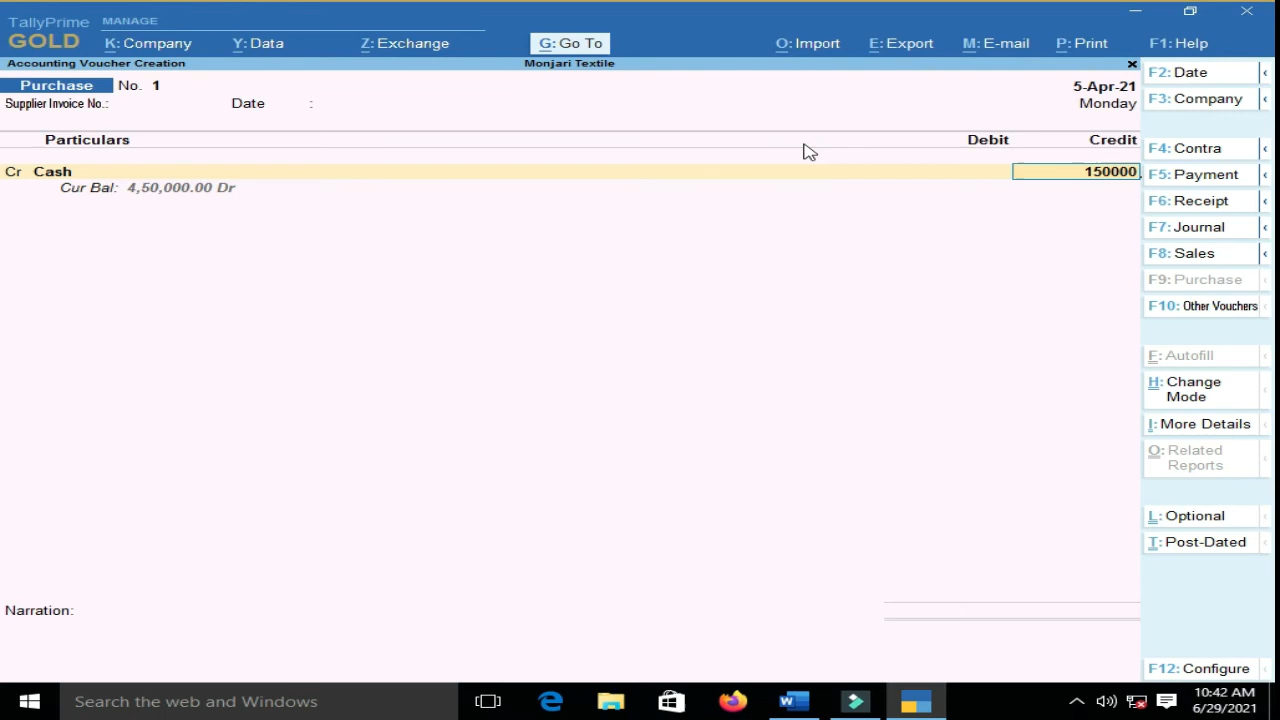 TallyPrime MANAGE
GOLD K: Company Y: Data Z: Exchange G: Go To O: Import E: Export M: E-mail P: Print F1: Help
Accounting Voucher Creation Monjari Textile ×
Purchase No. 1 5-Apr-21
Supplier Invoice No.: Date : Monday
Particulars Debit Credit
Cr Cash 150000
Cur Bal: 4,50,000.00 Dr
Narration:
F2: Date
F3: Company
F4: Contra
F5: Payment
F6: Receipt
F7: Journal
F8: Sales
F9: Purchase
F10: Other Vouchers
F: Autofill
H: Change
Mode
I: More Details
O: Related
Reports
L: Optional
T: Post-Dated
F12: Configure
Search the web and Windows
10:42 AM
6/29/2021